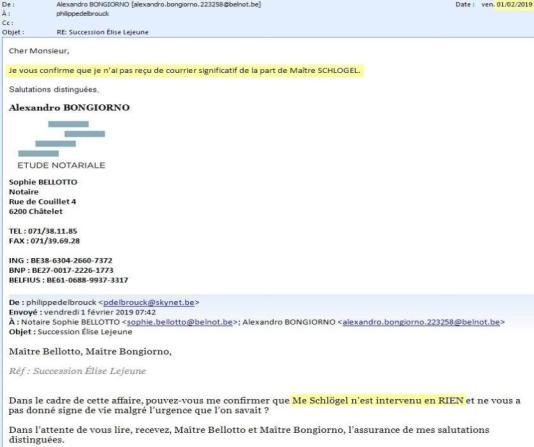 De : Alexandro BONGIORNO [alexandro.bongiorno.223258@belnot.be] Date : ven. 01/02/2019
À : philippedelbrouck
Cc :
Objet : RE: Succession Élise Lejeune
Cher Monsieur,
Je vous confirme que je n'ai pas reçu de courrier significatif de la part de Maître SCHLOGEL.
Salutations distinguées,
Alexandro BONGIORNO
ETUDE NOTARIALE
Sophie BELLOTTO
Notaire
Rue de Couillet 4
6200 Châtelet
TEL : 071/38.11.85
FAX : 071/39.69.28
ING : BE38-6304-2660-7372
BNP : BE27-0017-2226-1773
BELFIUS : BE61-0688-9937-3317
De : philippedelbrouck <pdelbrouck@skynet.be>
Envoyé : vendredi 1 février 2019 07:42
À : Notaire Sophie BELLOTTO <sophie.bellotto@belnot.be>; Alexandro BONGIORNO <alexandro.bongiorno.223258@belnot.be>
Objet : Succession Élise Lejeune
Maître Bellotto, Maître Bongiorno,
Réf : Succession Élise Lejeune
Dans le cadre de cette affaire, pouvez-vous me confirmer que Me Schlögel n'est intervenu en RIEN et ne vous a
pas donné signe de vie malgré l'urgence que l'on savait ?
Dans l'attente de vous lire, recevez, Maître Bellotto et Maître Bongiorno, l'assurance de mes salutations
distinguées.